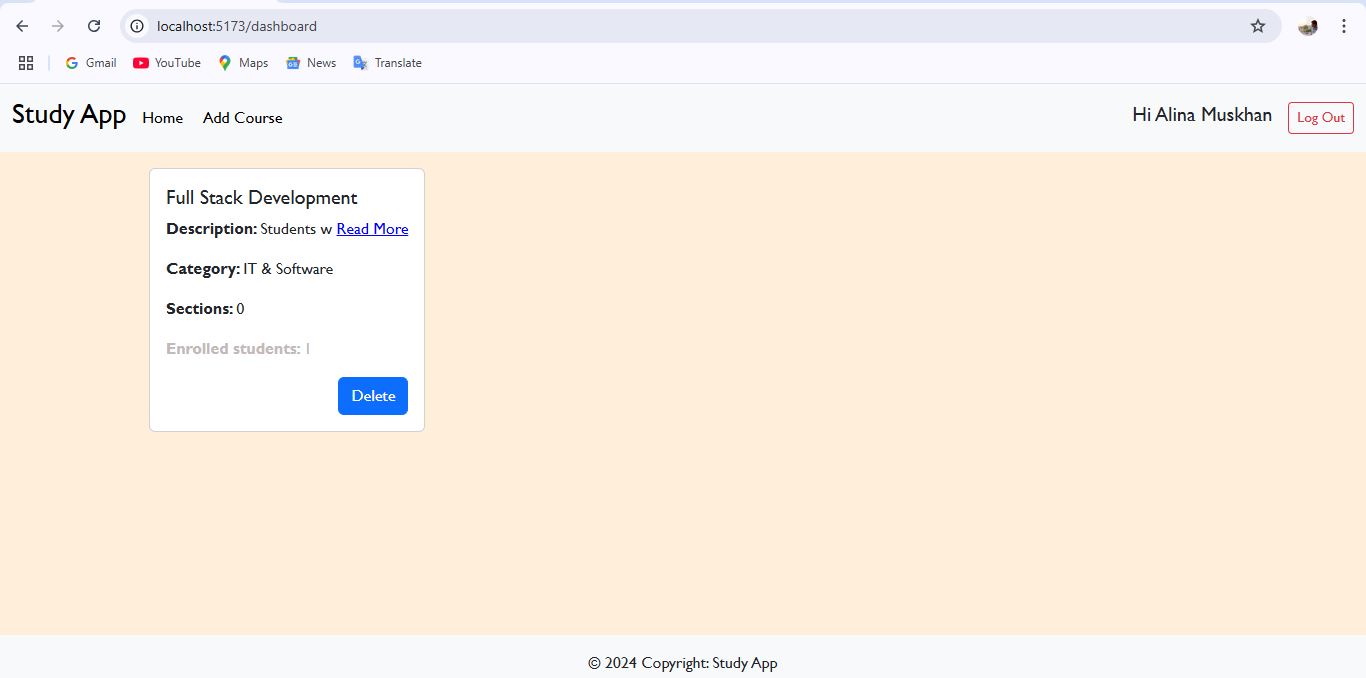 localhost:5173/dashboard
Gmail YouTube Maps News Translate
Study App Home Add Course Hi Alina Muskhan Log Out
Full Stack Development
Description: Students w Read More
Category: IT & Software
Sections: 0
Enrolled students: 1
Delete
© 2024 Copyright: Study App